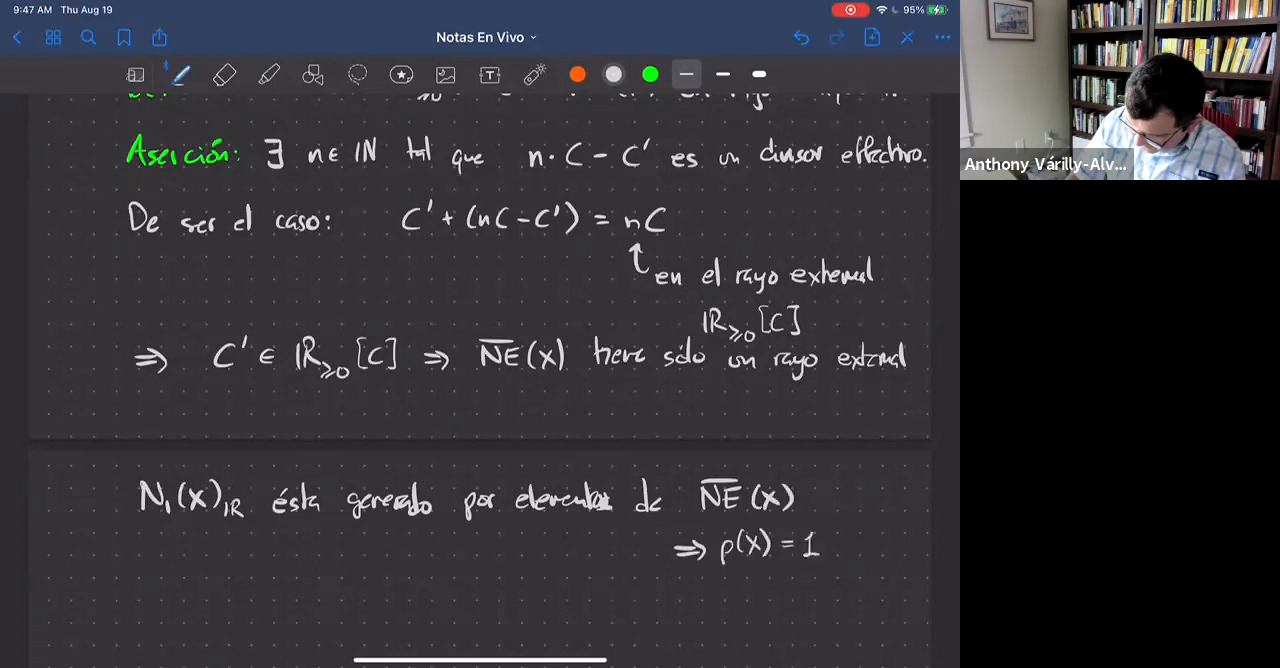 9:47 AM Thu Aug 19
95%
Notas En Vivo
Aserción: ∃ n ∈ ℕ tal que n · C - C' es un divisor effectivo.
De ser el caso: C' + (nC - C') = nC
↑ en el rayo extremal
ℝ≥0 [C]
⇒ C' ∈ ℝ≥0 [C] ⇒ N̅E̅(X) tiene sólo un rayo extremal
N₁(X)ℝ ésta generado por elementos de N̅E̅(X)
⇒ ρ(X) = 1
Anthony Várilly-Alv...